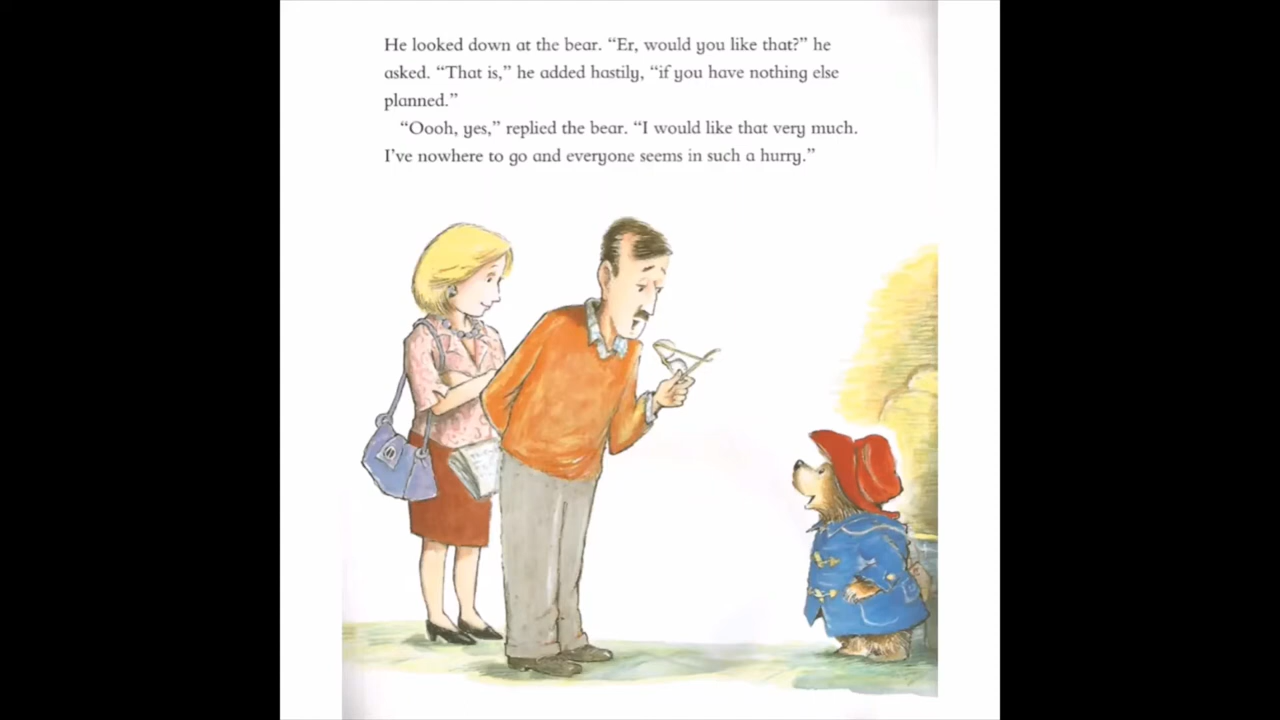 He looked down at the bear. “Er, would you like that?” he
asked. “That is,” he added hastily, “if you have nothing else
planned.”
“Oooh, yes,” replied the bear. “I would like that very much.
I’ve nowhere to go and everyone seems in such a hurry.”